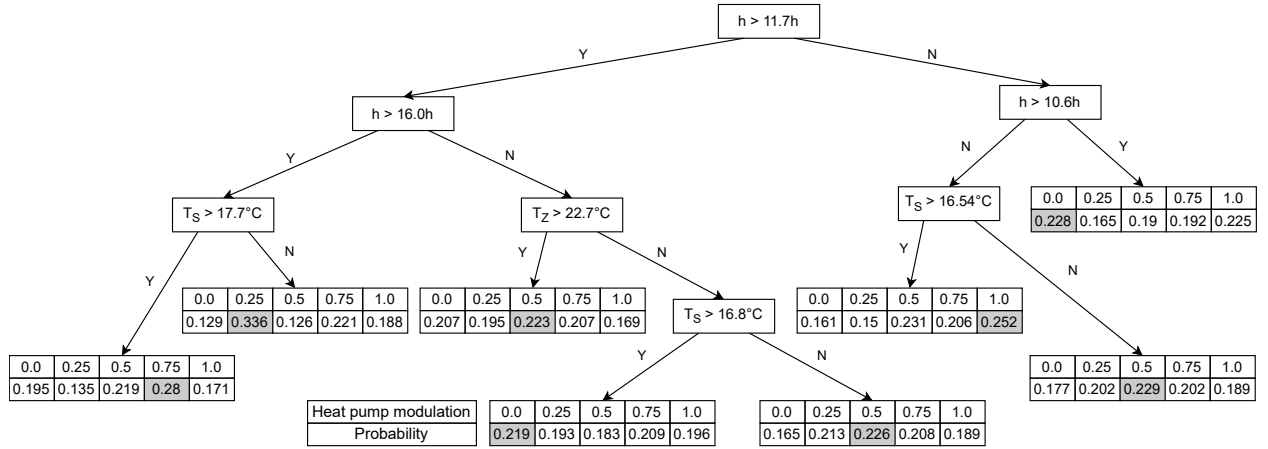 h > 11.7h
Y
N
h > 16.0h
h > 10.6h
Y
N
N
Y
T_S > 17.7°C
T_Z > 22.7°C
T_S > 16.54°C
0.0 0.25 0.5 0.75 1.0
0.228 0.165 0.19 0.192 0.225
Y
N
Y
N
Y
N
0.0 0.25 0.5 0.75 1.0
0.129 0.336 0.126 0.221 0.188
0.0 0.25 0.5 0.75 1.0
0.207 0.195 0.223 0.207 0.169
T_S > 16.8°C
0.0 0.25 0.5 0.75 1.0
0.161 0.15 0.231 0.206 0.252
Y
N
0.0 0.25 0.5 0.75 1.0
0.195 0.135 0.219 0.28 0.171
0.0 0.25 0.5 0.75 1.0
0.177 0.202 0.229 0.202 0.189
Heat pump modulation
Probability
0.0 0.25 0.5 0.75 1.0
0.219 0.193 0.183 0.209 0.196
0.0 0.25 0.5 0.75 1.0
0.165 0.213 0.226 0.208 0.189